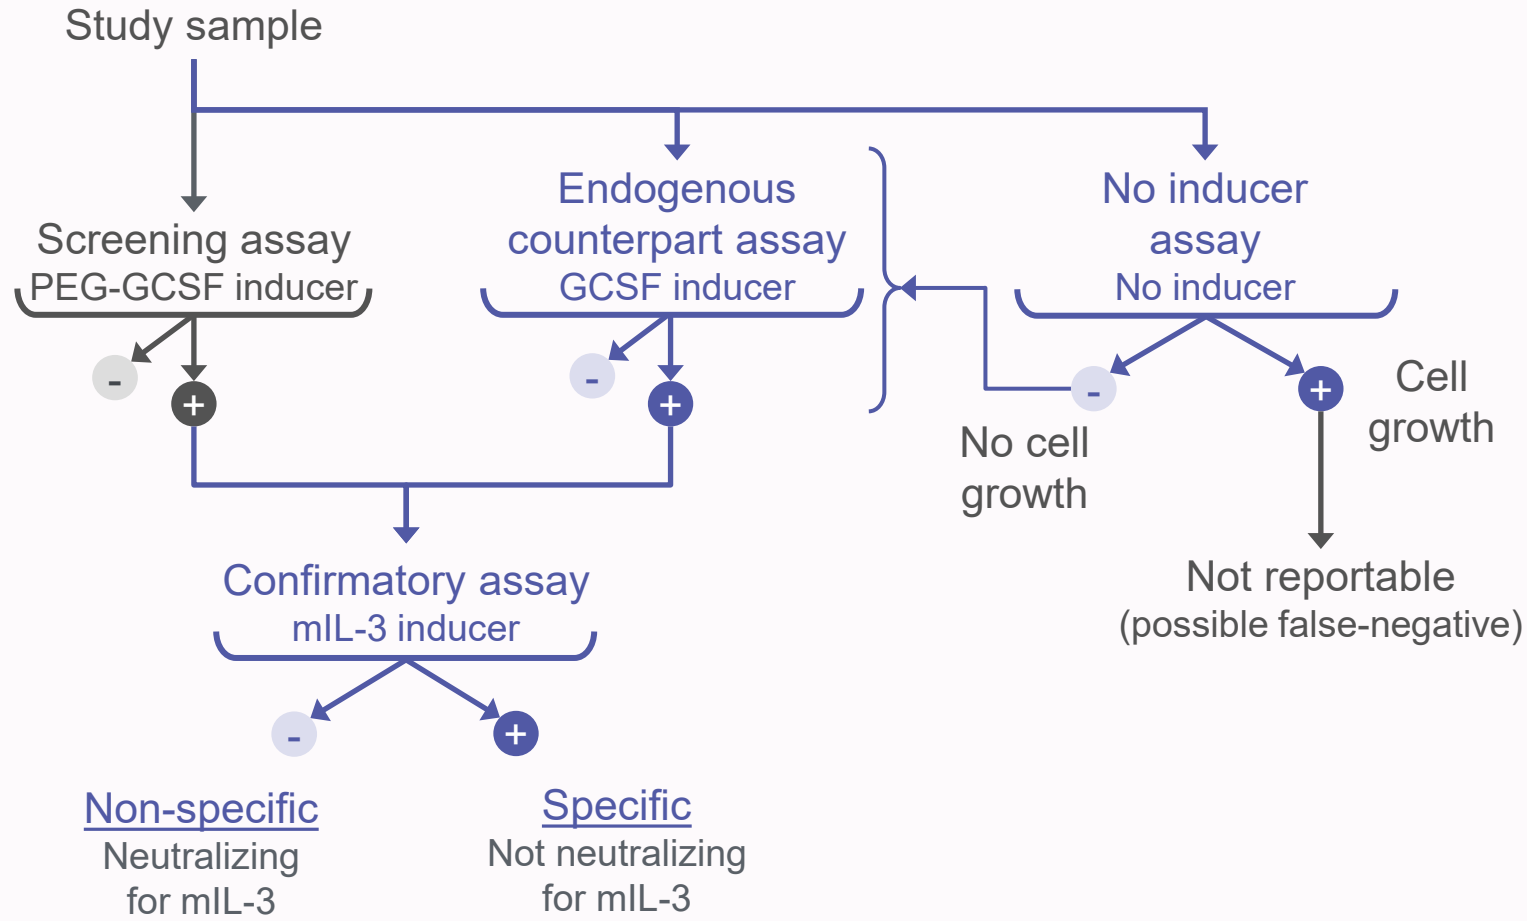 Study sample
Screening assay
PEG-GCSF inducer
-
+
Endogenous
counterpart assay
GCSF inducer
-
+
No inducer
assay
No inducer
-
+
No cell
growth
Cell
growth
Not reportable
(possible false-negative)
Confirmatory assay
mIL-3 inducer
-
+
Non-specific
Neutralizing
for mIL-3
Specific
Not neutralizing
for mIL-3